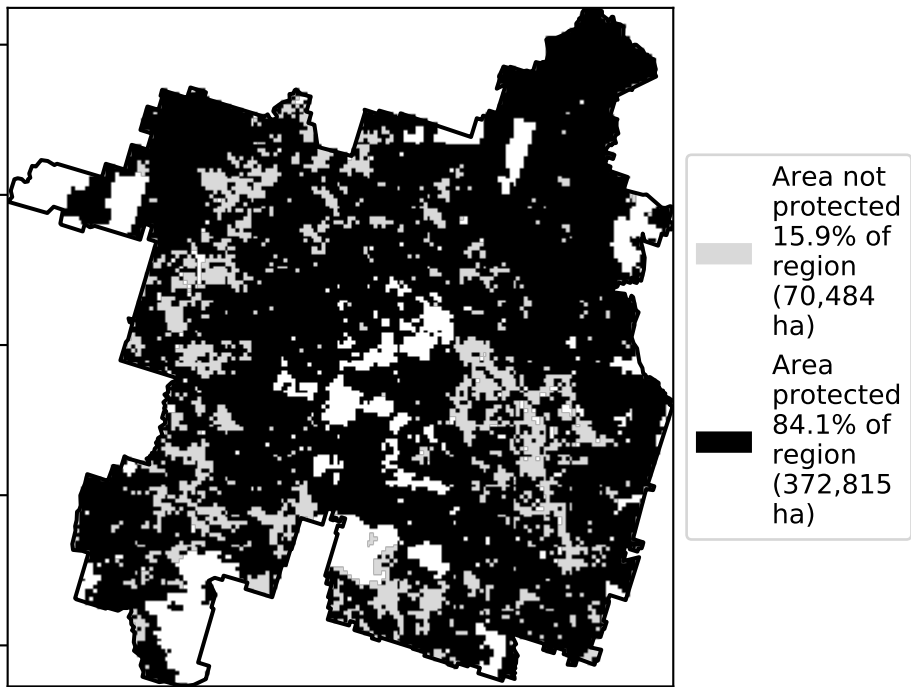 Area not
protected
15.9% of
region
(70,484
ha)
Area
protected
84.1% of
region
(372,815
ha)